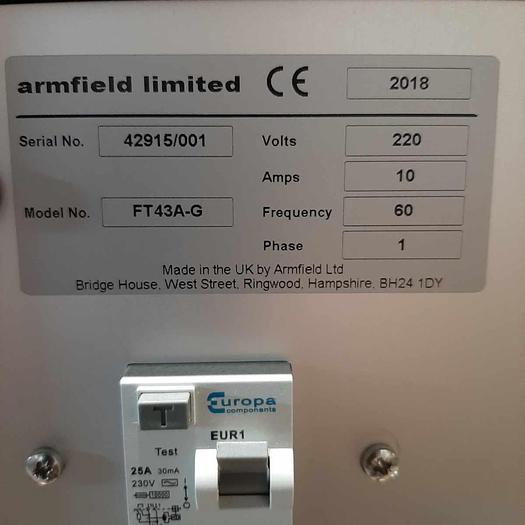 armfield limited CE 2018
Serial No. 42915/001 Volts 220
Amps 10
Model No. FT43A-G Frequency 60
Phase 1
Made in the UK by Armfield Ltd
Bridge House, West Street, Ringwood, Hampshire, BH24 1DY
T Europa
components
EUR1
Test
25A 30mA
230V
10000